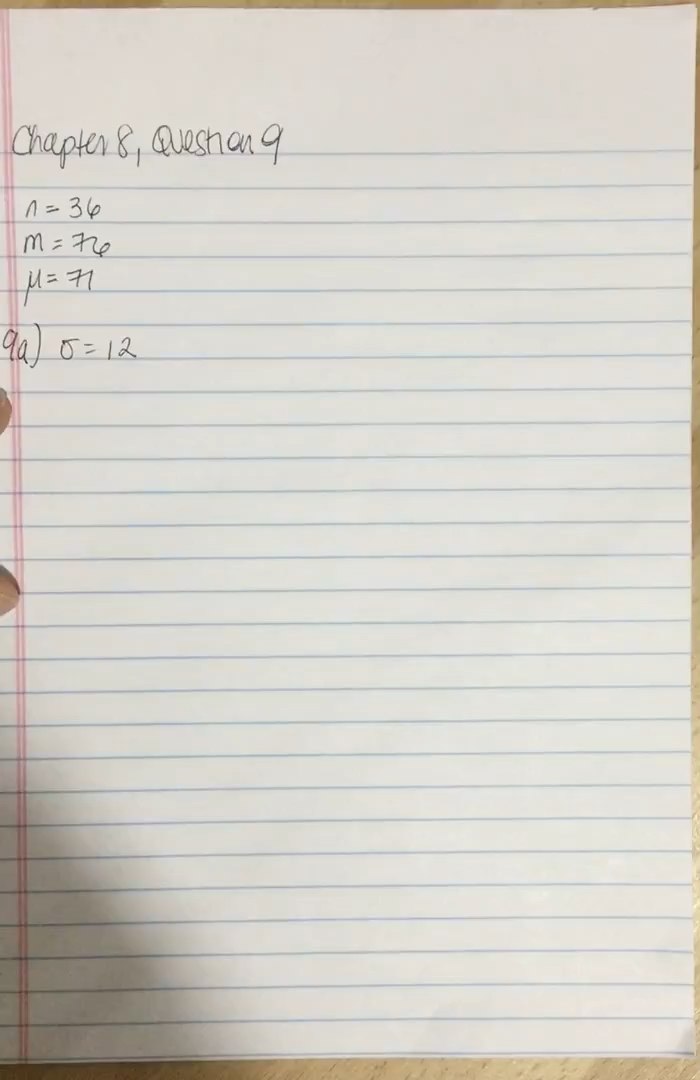 Chapter 8, Question 9
n = 36
m = 76
μ = 71
9a) σ = 12